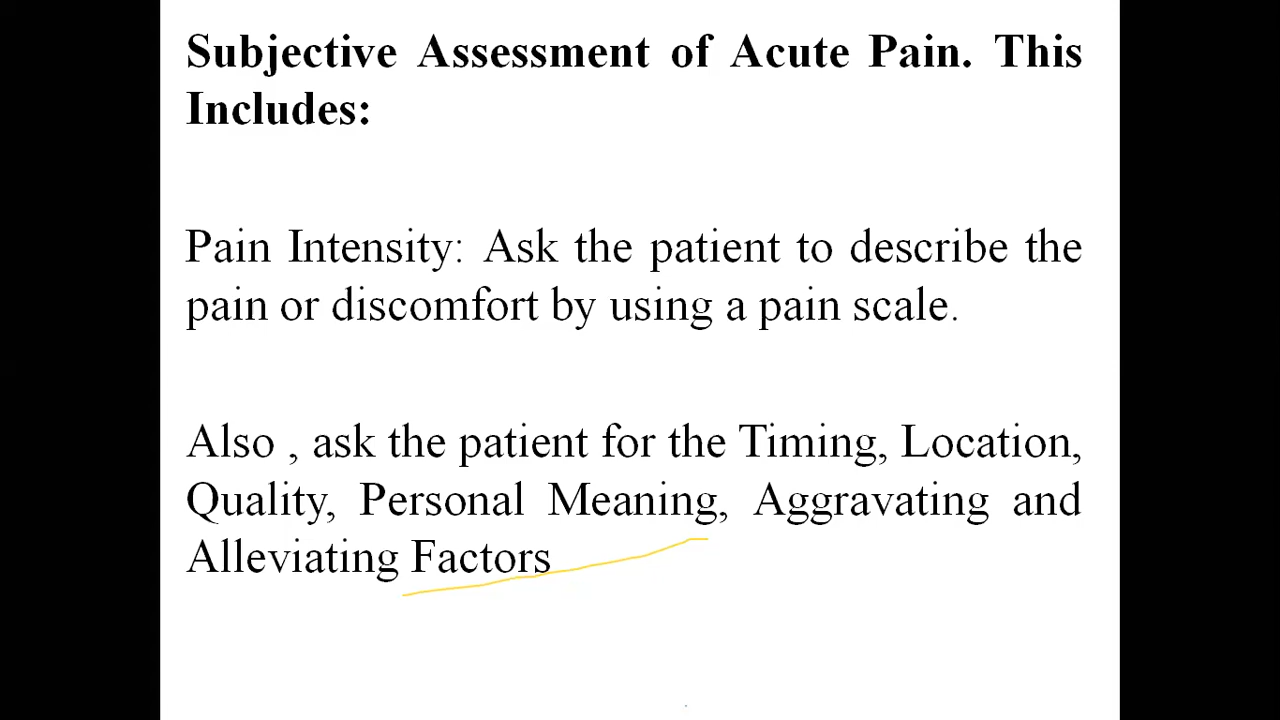 Subjective Assessment of Acute Pain. This
Includes:
Pain Intensity: Ask the patient to describe the
pain or discomfort by using a pain scale.
Also , ask the patient for the Timing, Location,
Quality, Personal Meaning, Aggravating and
Alleviating Factors